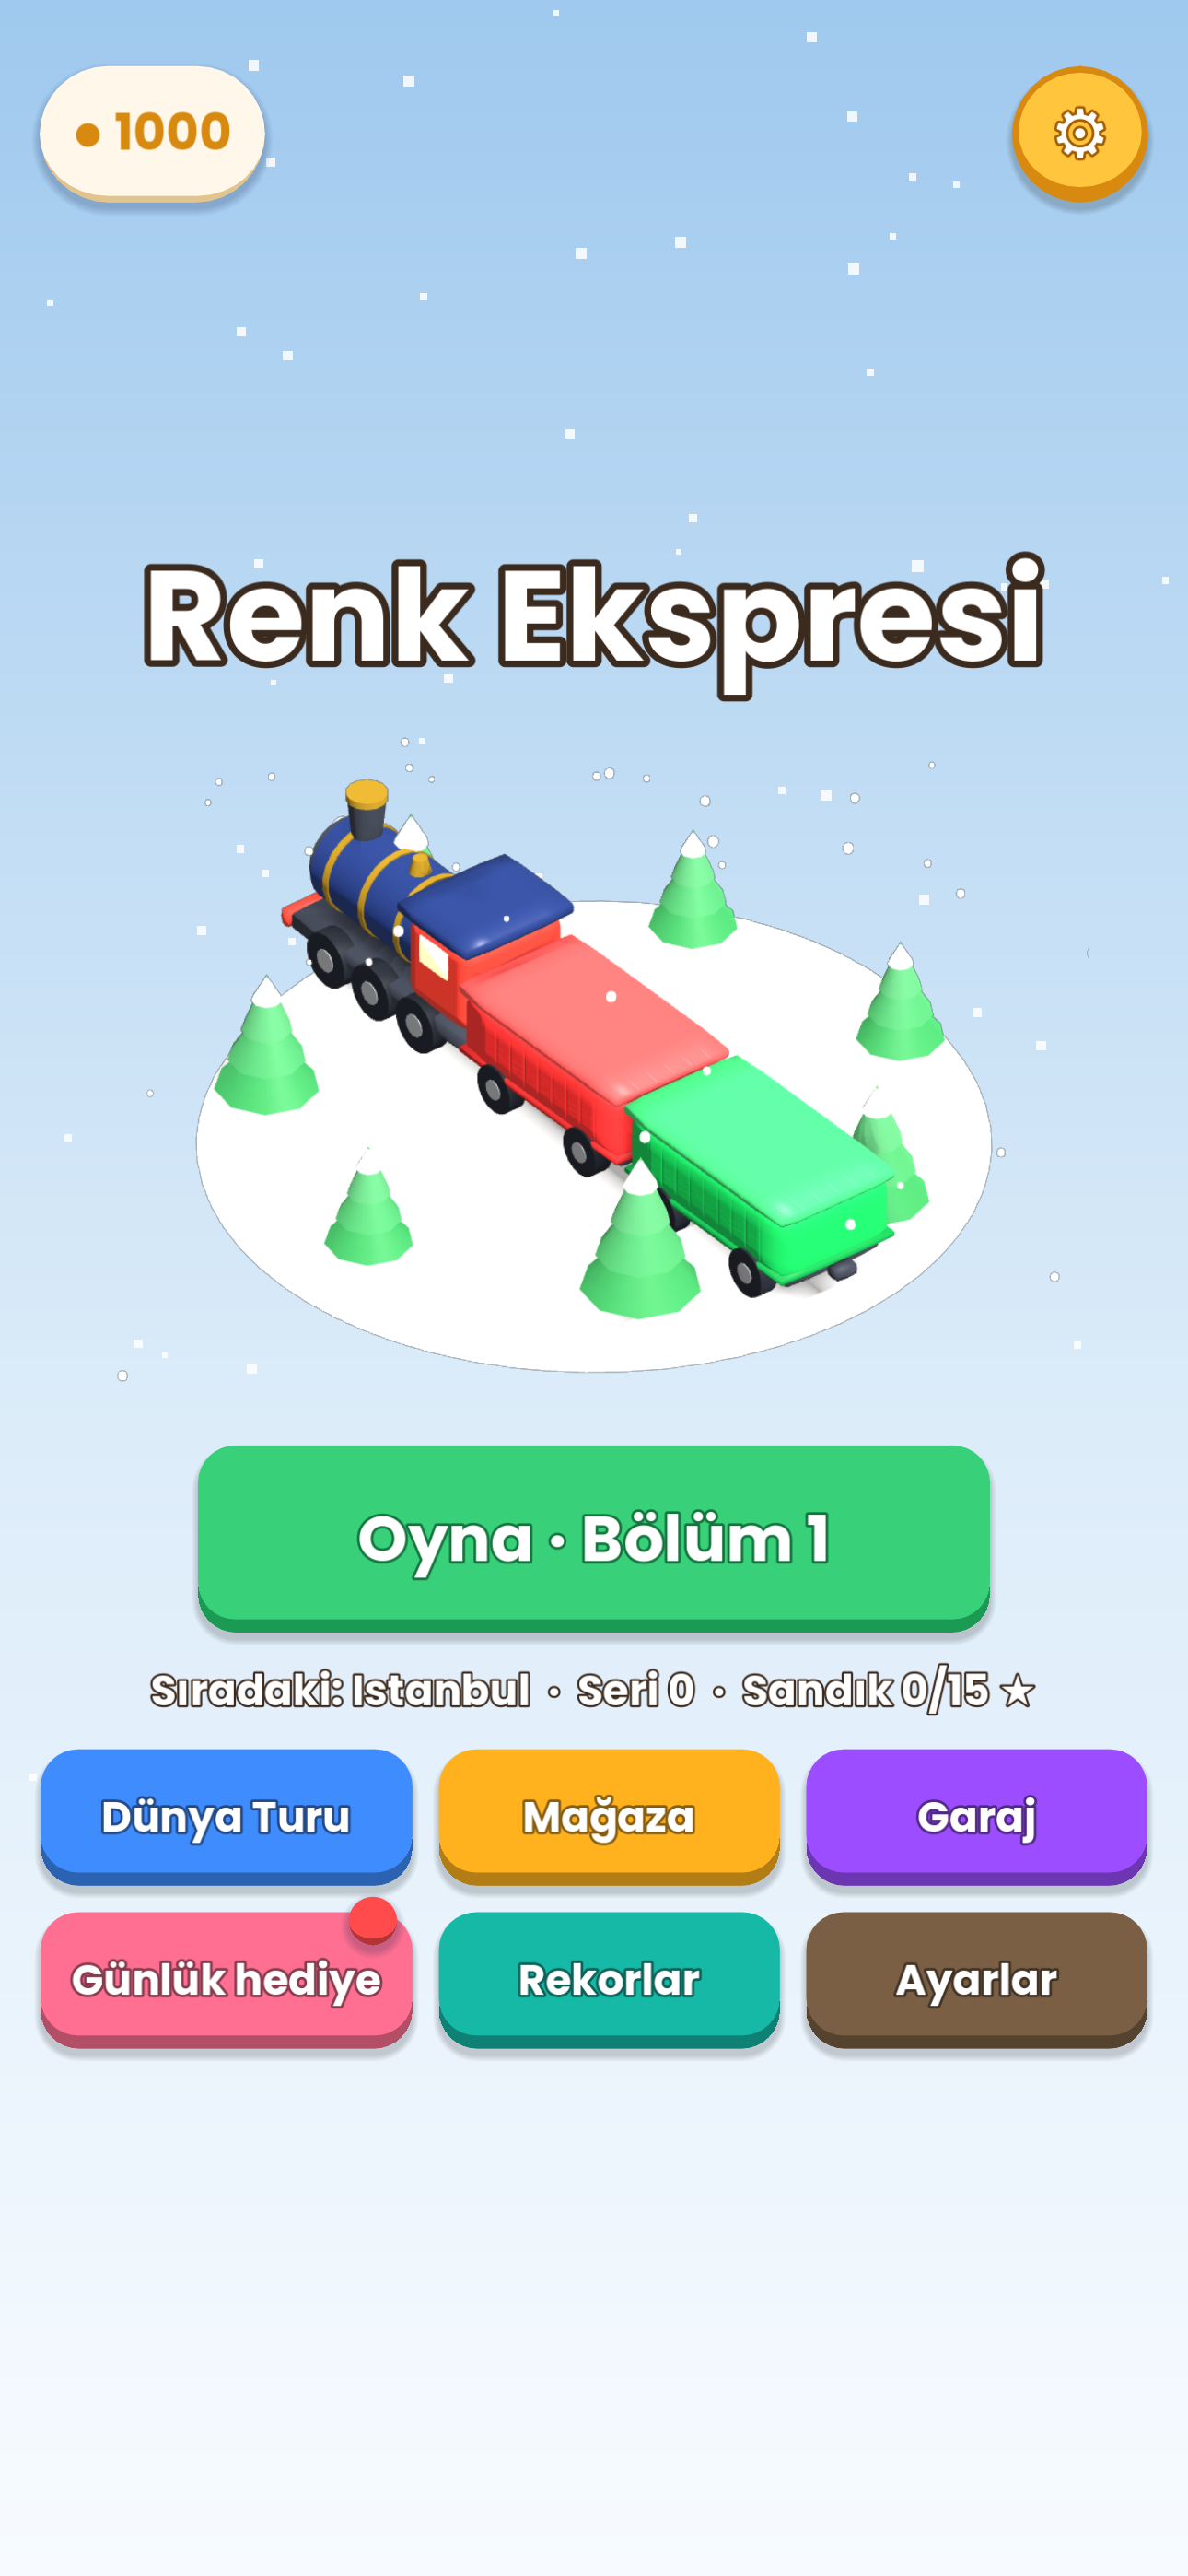 1000
Renk Ekspresi
Oyna · Bölüm 1
Sıradaki: Istanbul · Seri 0 · Sandık 0/15 ★
Dünya Turu
Mağaza
Garaj
Günlük hediye
Rekorlar
Ayarlar